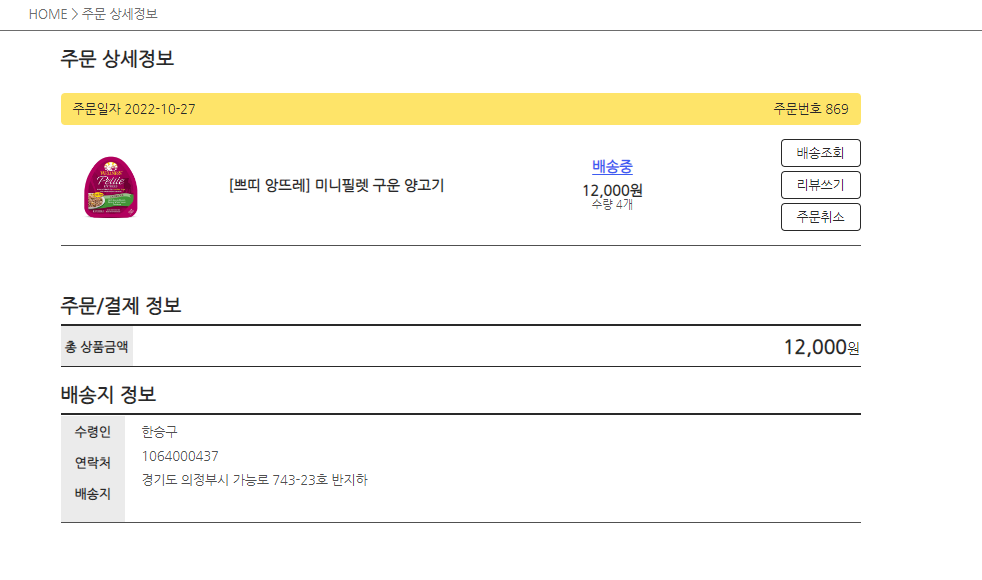 HOME > 주문 상세정보
주문 상세정보
주문일자 2022-10-27
주문번호 869
Petite
[쁘띠 앙뜨레] 미니필렛 구운 양고기
배송중
12,000원
수량 4개
배송조회
리뷰쓰기
주문취소
주문/결제 정보
총 상품금액
12,000원
배송지 정보
수령인
한승구
연락처
1064000437
배송지
경기도 의정부시 가능로 743-23호 반지하